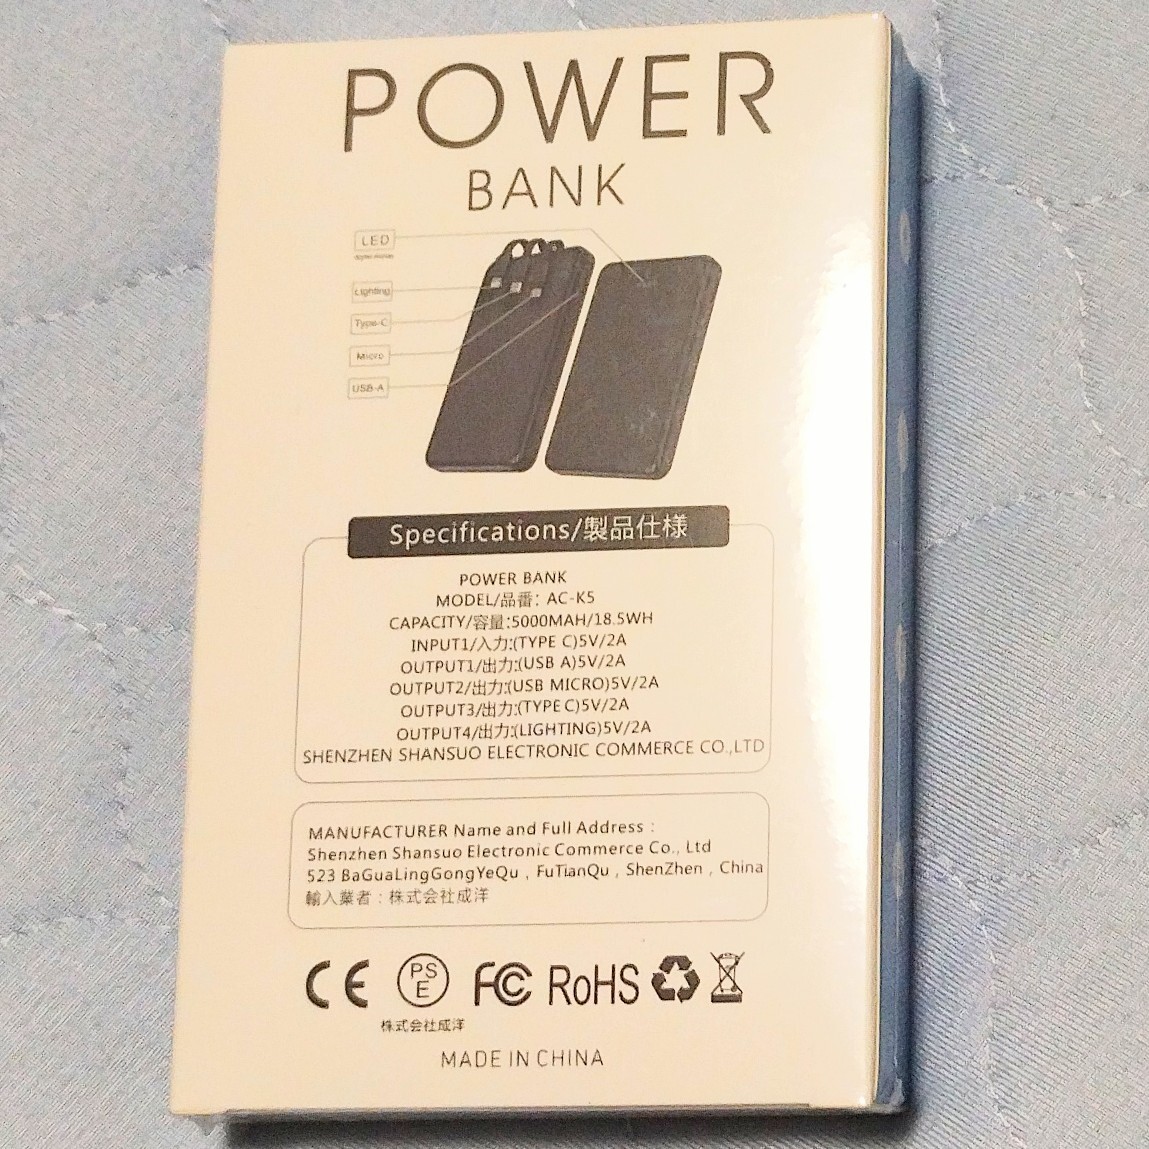 POWER
BANK
LED
Lighting
Type-C
Micro
USB-A
Specifications/製品仕様
POWER BANK
MODEL/品番: AC-K5
CAPACITY/容量:5000MAH/18.5WH
INPUT1/入力:(TYPE C)5V/2A
OUTPUT1/出力:(USB A)5V/2A
OUTPUT2/出力:(USB MICRO)5V/2A
OUTPUT3/出力:(TYPE C)5V/2A
OUTPUT4/出力:(LIGHTING)5V/2A
SHENZHEN SHANSUO ELECTRONIC COMMERCE CO.,LTD
MANUFACTURER Name and Full Address :
Shenzhen Shansuo Electronic Commerce Co., Ltd
523 BaGuaLingGongYeQu , FuTianQu , ShenZhen , China
輸入業者 : 株式会社成洋
CE PSE FC RoHS
株式会社成洋
MADE IN CHINA